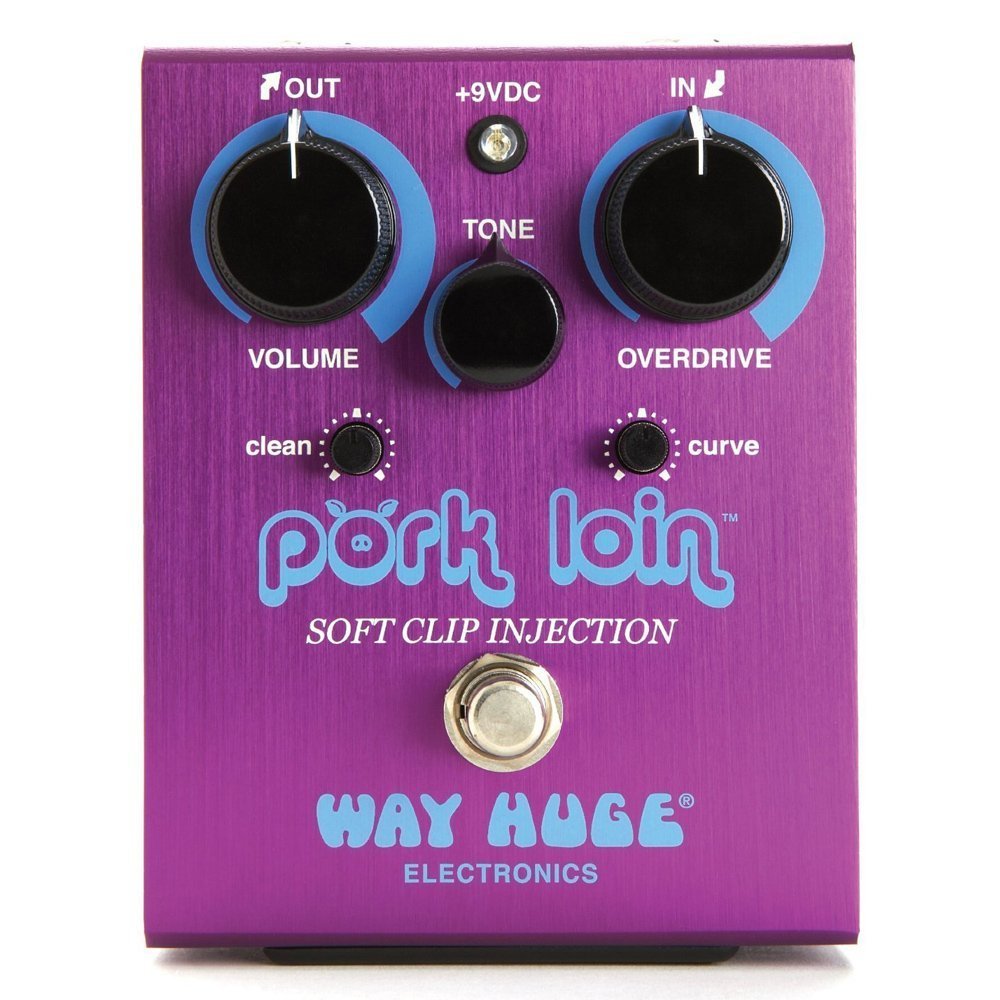 OUT +9VDC IN
TONE
VOLUME OVERDRIVE
clean curve
pork loin™
SOFT CLIP INJECTION
WAY HUGE®
ELECTRONICS